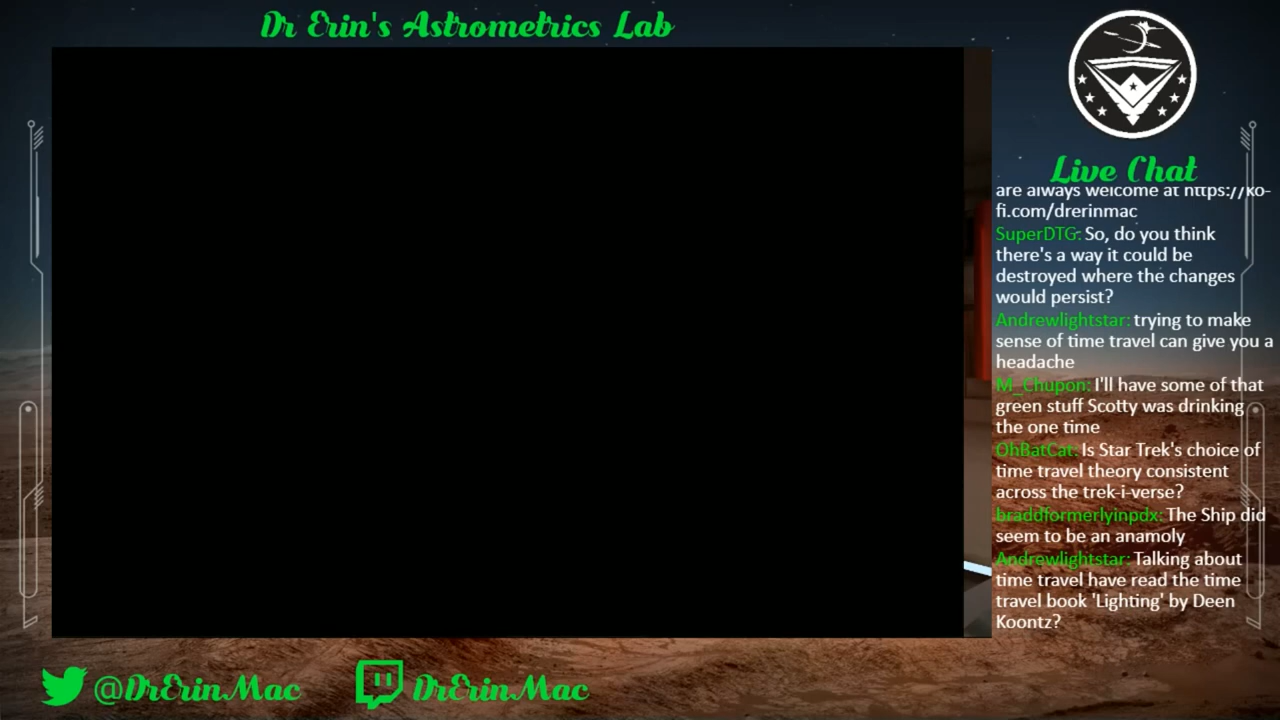 Dr Erin's Astrometrics Lab
Live Chat
are always welcome at https://ko-
fi.com/drerinmac
SuperDTG: So, do you think
there's a way it could be
destroyed where the changes
would persist?
Andrewlightstar: trying to make
sense of time travel can give you a
headache
M_Chupon: I'll have some of that
green stuff Scotty was drinking
the one time
OhBatCat: Is Star Trek's choice of
time travel theory consistent
across the trek-i-verse?
braddformerlyinpdx: The Ship did
seem to be an anamoly
Andrewlightstar: Talking about
time travel have read the time
travel book 'Lighting' by Deen
Koontz?
@DrErinMac
DrErinMac